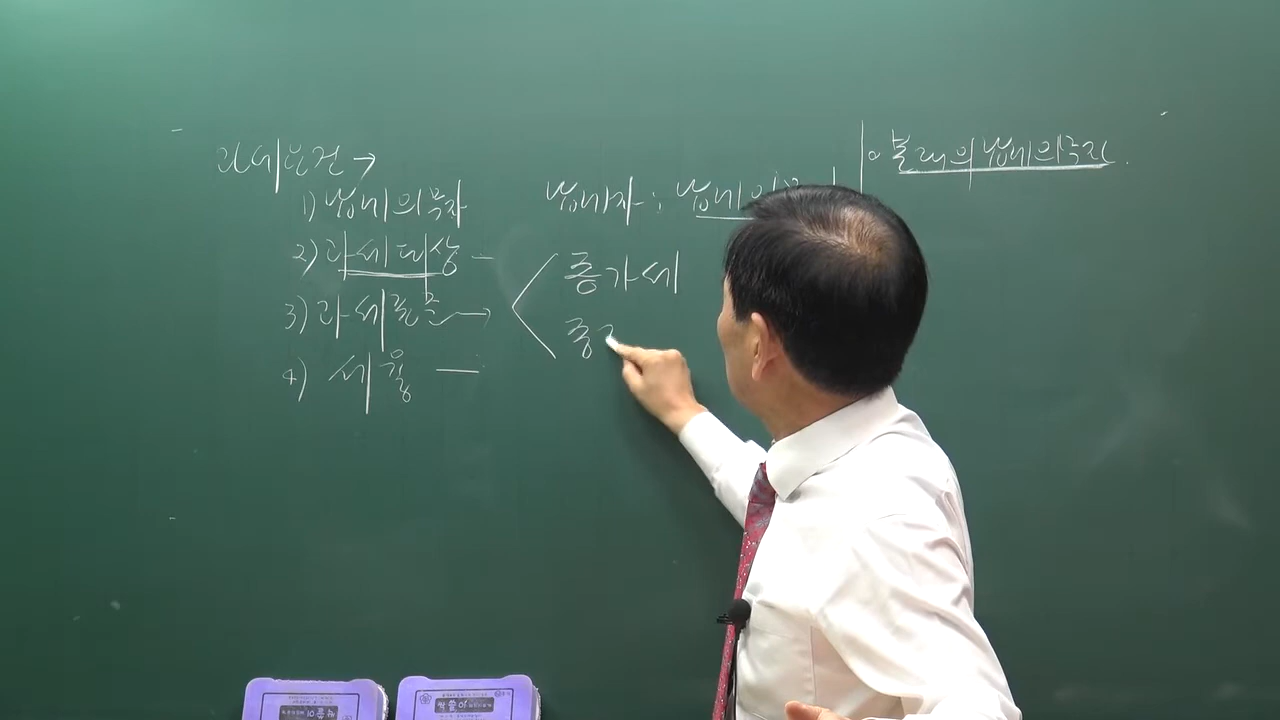 과세요건 →
1) 납세의무자
2) 과세대상 -
3) 과세표준 →
4) 세율 -
납세자 : 납세의무
종가세
종
○ 본래의 납세의무자